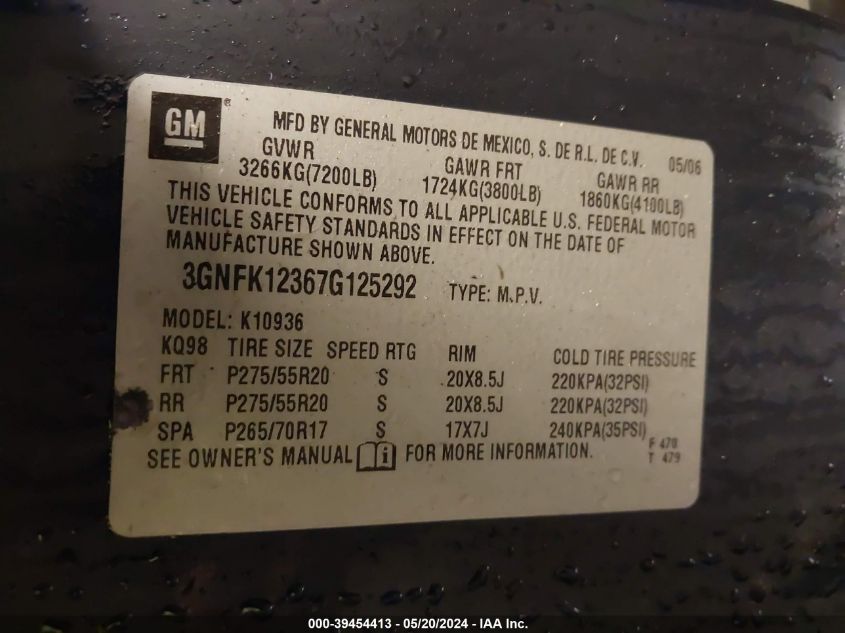 GM ®
MFD BY GENERAL MOTORS DE MEXICO, S. DE R.L. DE C.V. 05/06
GVWR GAWR FRT GAWR RR
3266KG(7200LB) 1724KG(3800LB) 1860KG(4100LB)
THIS VEHICLE CONFORMS TO ALL APPLICABLE U.S. FEDERAL MOTOR
VEHICLE SAFETY STANDARDS IN EFFECT ON THE DATE OF
MANUFACTURE SHOWN ABOVE.
3GNFK12367G125292 TYPE: M.P.V.
MODEL: K10936
KQ98 TIRE SIZE SPEED RTG RIM COLD TIRE PRESSURE
FRT P275/55R20 S 20X8.5J 220KPA(32PSI)
RR P275/55R20 S 20X8.5J 220KPA(32PSI)
SPA P265/70R17 S 17X7J 240KPA(35PSI)
SEE OWNER'S MANUAL i FOR MORE INFORMATION.
F 470
T 479
000-39454413 - 05/20/2024 - IAA Inc.